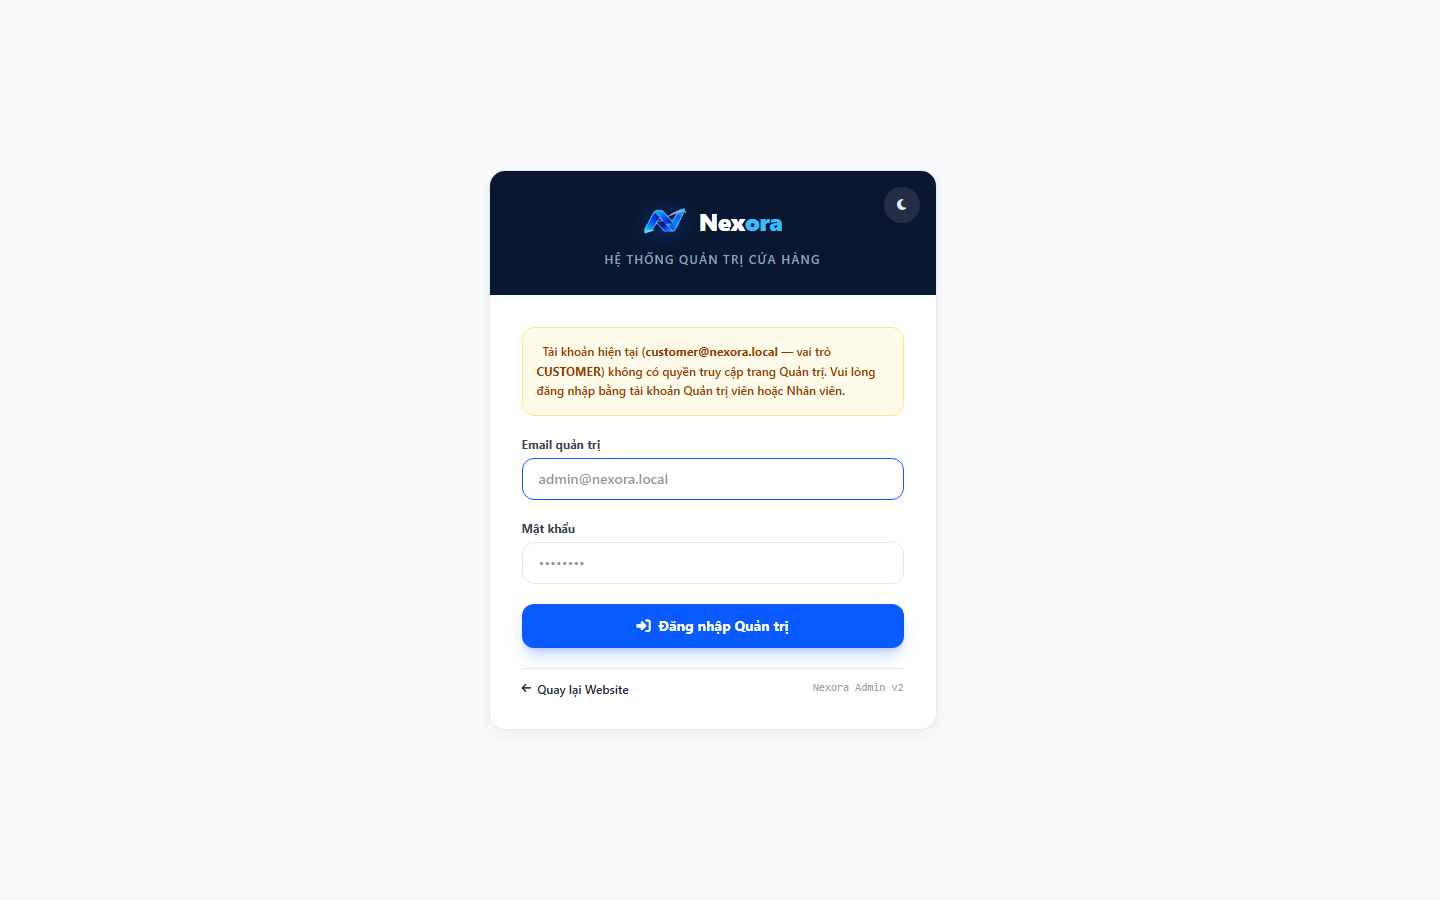 Nexora
HỆ THỐNG QUẢN TRỊ CỬA HÀNG
Tài khoản hiện tại (customer@nexora.local — vai trò
CUSTOMER) không có quyền truy cập trang Quản trị. Vui lòng
đăng nhập bằng tài khoản Quản trị viên hoặc Nhân viên.
Email quản trị
admin@nexora.local
Mật khẩu
••••••••
Đăng nhập Quản trị
Quay lại Website
Nexora Admin v2